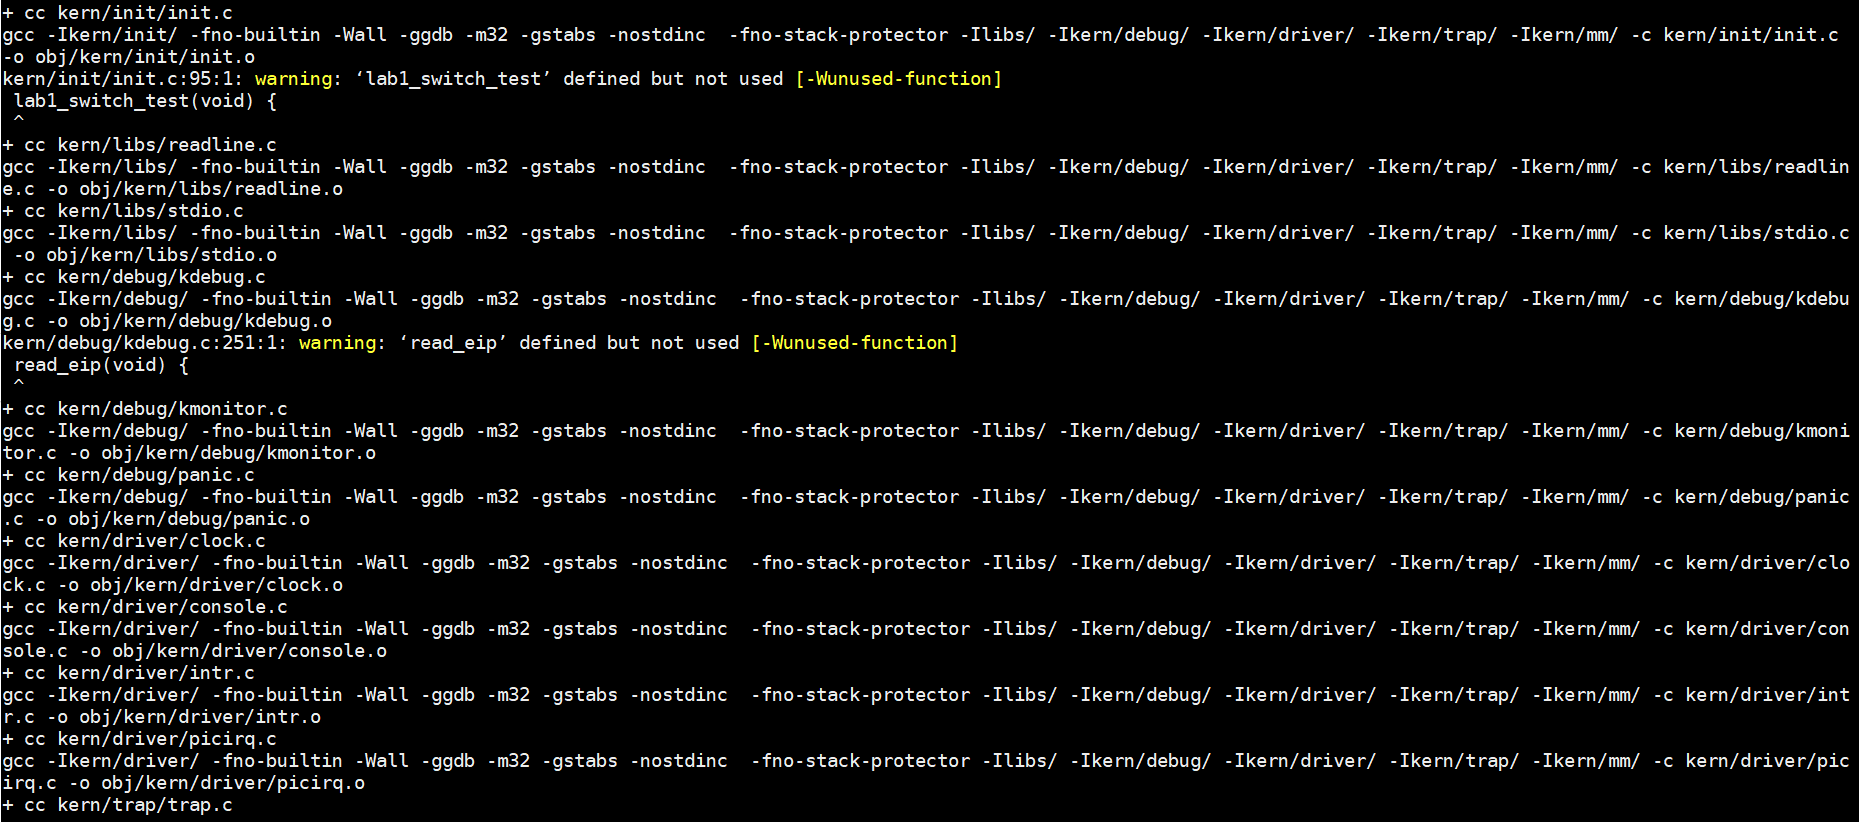 + cc kern/init/init.c
gcc -Ikern/init/ -fno-builtin -Wall -ggdb -m32 -gstabs -nostdinc  -fno-stack-protector -Ilibs/ -Ikern/debug/ -Ikern/driver/ -Ikern/trap/ -Ikern/mm/ -c kern/init/init.c
-o obj/kern/init/init.o
kern/init/init.c:95:1: warning: ‘lab1_switch_test’ defined but not used [-Wunused-function]
 lab1_switch_test(void) {
 ^
+ cc kern/libs/readline.c
gcc -Ikern/libs/ -fno-builtin -Wall -ggdb -m32 -gstabs -nostdinc  -fno-stack-protector -Ilibs/ -Ikern/debug/ -Ikern/driver/ -Ikern/trap/ -Ikern/mm/ -c kern/libs/readlin
e.c -o obj/kern/libs/readline.o
+ cc kern/libs/stdio.c
gcc -Ikern/libs/ -fno-builtin -Wall -ggdb -m32 -gstabs -nostdinc  -fno-stack-protector -Ilibs/ -Ikern/debug/ -Ikern/driver/ -Ikern/trap/ -Ikern/mm/ -c kern/libs/stdio.c
 -o obj/kern/libs/stdio.o
+ cc kern/debug/kdebug.c
gcc -Ikern/debug/ -fno-builtin -Wall -ggdb -m32 -gstabs -nostdinc  -fno-stack-protector -Ilibs/ -Ikern/debug/ -Ikern/driver/ -Ikern/trap/ -Ikern/mm/ -c kern/debug/kdebu
g.c -o obj/kern/debug/kdebug.o
kern/debug/kdebug.c:251:1: warning: ‘read_eip’ defined but not used [-Wunused-function]
 read_eip(void) {
 ^
+ cc kern/debug/kmonitor.c
gcc -Ikern/debug/ -fno-builtin -Wall -ggdb -m32 -gstabs -nostdinc  -fno-stack-protector -Ilibs/ -Ikern/debug/ -Ikern/driver/ -Ikern/trap/ -Ikern/mm/ -c kern/debug/kmoni
tor.c -o obj/kern/debug/kmonitor.o
+ cc kern/debug/panic.c
gcc -Ikern/debug/ -fno-builtin -Wall -ggdb -m32 -gstabs -nostdinc  -fno-stack-protector -Ilibs/ -Ikern/debug/ -Ikern/driver/ -Ikern/trap/ -Ikern/mm/ -c kern/debug/panic
.c -o obj/kern/debug/panic.o
+ cc kern/driver/clock.c
gcc -Ikern/driver/ -fno-builtin -Wall -ggdb -m32 -gstabs -nostdinc  -fno-stack-protector -Ilibs/ -Ikern/debug/ -Ikern/driver/ -Ikern/trap/ -Ikern/mm/ -c kern/driver/clo
ck.c -o obj/kern/driver/clock.o
+ cc kern/driver/console.c
gcc -Ikern/driver/ -fno-builtin -Wall -ggdb -m32 -gstabs -nostdinc  -fno-stack-protector -Ilibs/ -Ikern/debug/ -Ikern/driver/ -Ikern/trap/ -Ikern/mm/ -c kern/driver/con
sole.c -o obj/kern/driver/console.o
+ cc kern/driver/intr.c
gcc -Ikern/driver/ -fno-builtin -Wall -ggdb -m32 -gstabs -nostdinc  -fno-stack-protector -Ilibs/ -Ikern/debug/ -Ikern/driver/ -Ikern/trap/ -Ikern/mm/ -c kern/driver/int
r.c -o obj/kern/driver/intr.o
+ cc kern/driver/picirq.c
gcc -Ikern/driver/ -fno-builtin -Wall -ggdb -m32 -gstabs -nostdinc  -fno-stack-protector -Ilibs/ -Ikern/debug/ -Ikern/driver/ -Ikern/trap/ -Ikern/mm/ -c kern/driver/pic
irq.c -o obj/kern/driver/picirq.o
+ cc kern/trap/trap.c